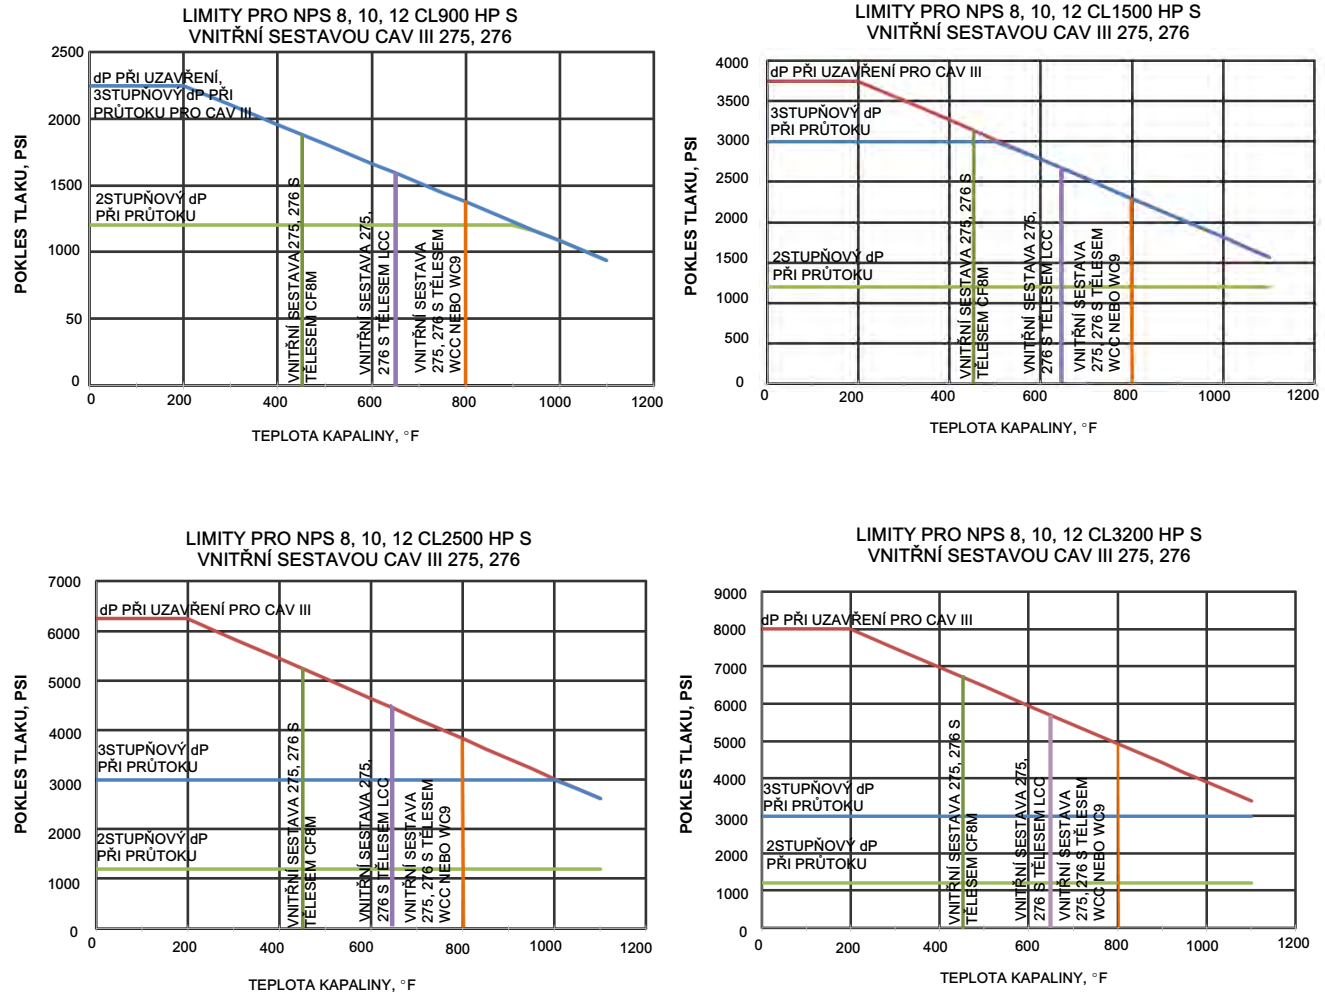 LIMITY PRO NPS 8, 10, 12 CL900 HP S
VNITŘNÍ SESTAVOU CAV III 275, 276
2500
2000
1500
1000
50
0
POKLES TLAKU, PSI
dP PŘI UZAVŘENÍ,
3STUPŇOVÝ dP PŘI
PRŮTOKU PRO CAV III
2STUPŇOVÝ dP
PŘI PRŮTOKU
VNITŘNÍ SESTAVA 275, 276 S
TĚLESEM CF8M
VNITŘNÍ SESTAVA 275,
276 S TĚLESEM LCC
VNITŘNÍ SESTAVA
275, 276 S TĚLESEM
WCC NEBO WC9
0 200 400 600 800 1000 1200
TEPLOTA KAPALINY, °F
LIMITY PRO NPS 8, 10, 12 CL1500 HP S
VNITŘNÍ SESTAVOU CAV III 275, 276
4000
3500
3000
2500
2000
1500
1000
500
0
POKLES TLAKU, PSI
dP PŘI UZAVŘENÍ PRO CAV III
3STUPŇOVÝ dP
PŘI PRŮTOKU
2STUPŇOVÝ dP
PŘI PRŮTOKU
VNITŘNÍ SESTAVA 275, 276 S
TĚLESEM CF8M
VNITŘNÍ SESTAVA 275,
276 S TĚLESEM LCC
VNITŘNÍ SESTAVA
275, 276 S TĚLESEM
WCC NEBO WC9
0 200 400 600 800 1000 1200
TEPLOTA KAPALINY, °F
LIMITY PRO NPS 8, 10, 12 CL2500 HP S
VNITŘNÍ SESTAVOU CAV III 275, 276
7000
6000
5000
4000
3000
2000
1000
0
POKLES TLAKU, PSI
dP PŘI UZAVŘENÍ PRO CAV III
3STUPŇOVÝ dP
PŘI PRŮTOKU
2STUPŇOVÝ dP
PŘI PRŮTOKU
VNITŘNÍ SESTAVA 275, 276 S
TĚLESEM CF8M
VNITŘNÍ SESTAVA 275,
276 S TĚLESEM LCC
VNITŘNÍ SESTAVA
275, 276 S TĚLESEM
WCC NEBO WC9
0 200 400 600 800 1000 1200
TEPLOTA KAPALINY, °F
LIMITY PRO NPS 8, 10, 12 CL3200 HP S
VNITŘNÍ SESTAVOU CAV III 275, 276
9000
8000
7000
6000
5000
4000
3000
2000
1000
0
POKLES TLAKU, PSI
dP PŘI UZAVŘENÍ PRO CAV III
3STUPŇOVÝ dP
PŘI PRŮTOKU
2STUPŇOVÝ dP
PŘI PRŮTOKU
VNITŘNÍ SESTAVA 275, 276 S
TĚLESEM CF8M
VNITŘNÍ SESTAVA 275,
276 S TĚLESEM LCC
VNITŘNÍ SESTAVA
275, 276 S TĚLESEM
WCC NEBO WC9
0 200 400 600 800 1000 1200
TEPLOTA KAPALINY, °F